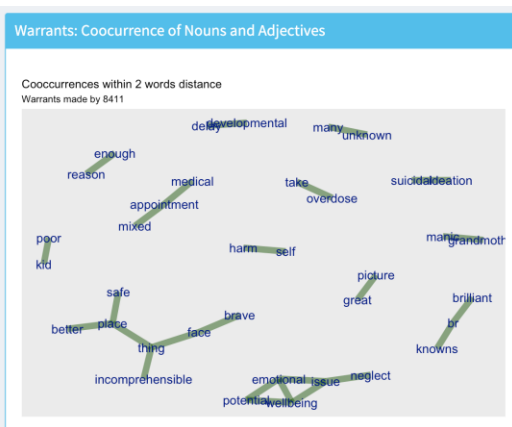 Warrants: Coocurrence of Nouns and Adjectives
Cooccurrences within 2 words distance
Warrants made by 8411
delay developmental
many
unknown
enough
reason
medical
take
suicidal ideation
appointment
overdose
mixed
poor
harm self
manic
grandmoth
kid
picture
safe
great
brilliant
brave
br
better place
face
thing
knowns
incomprehensible
emotional issue neglect
potential wellbeing